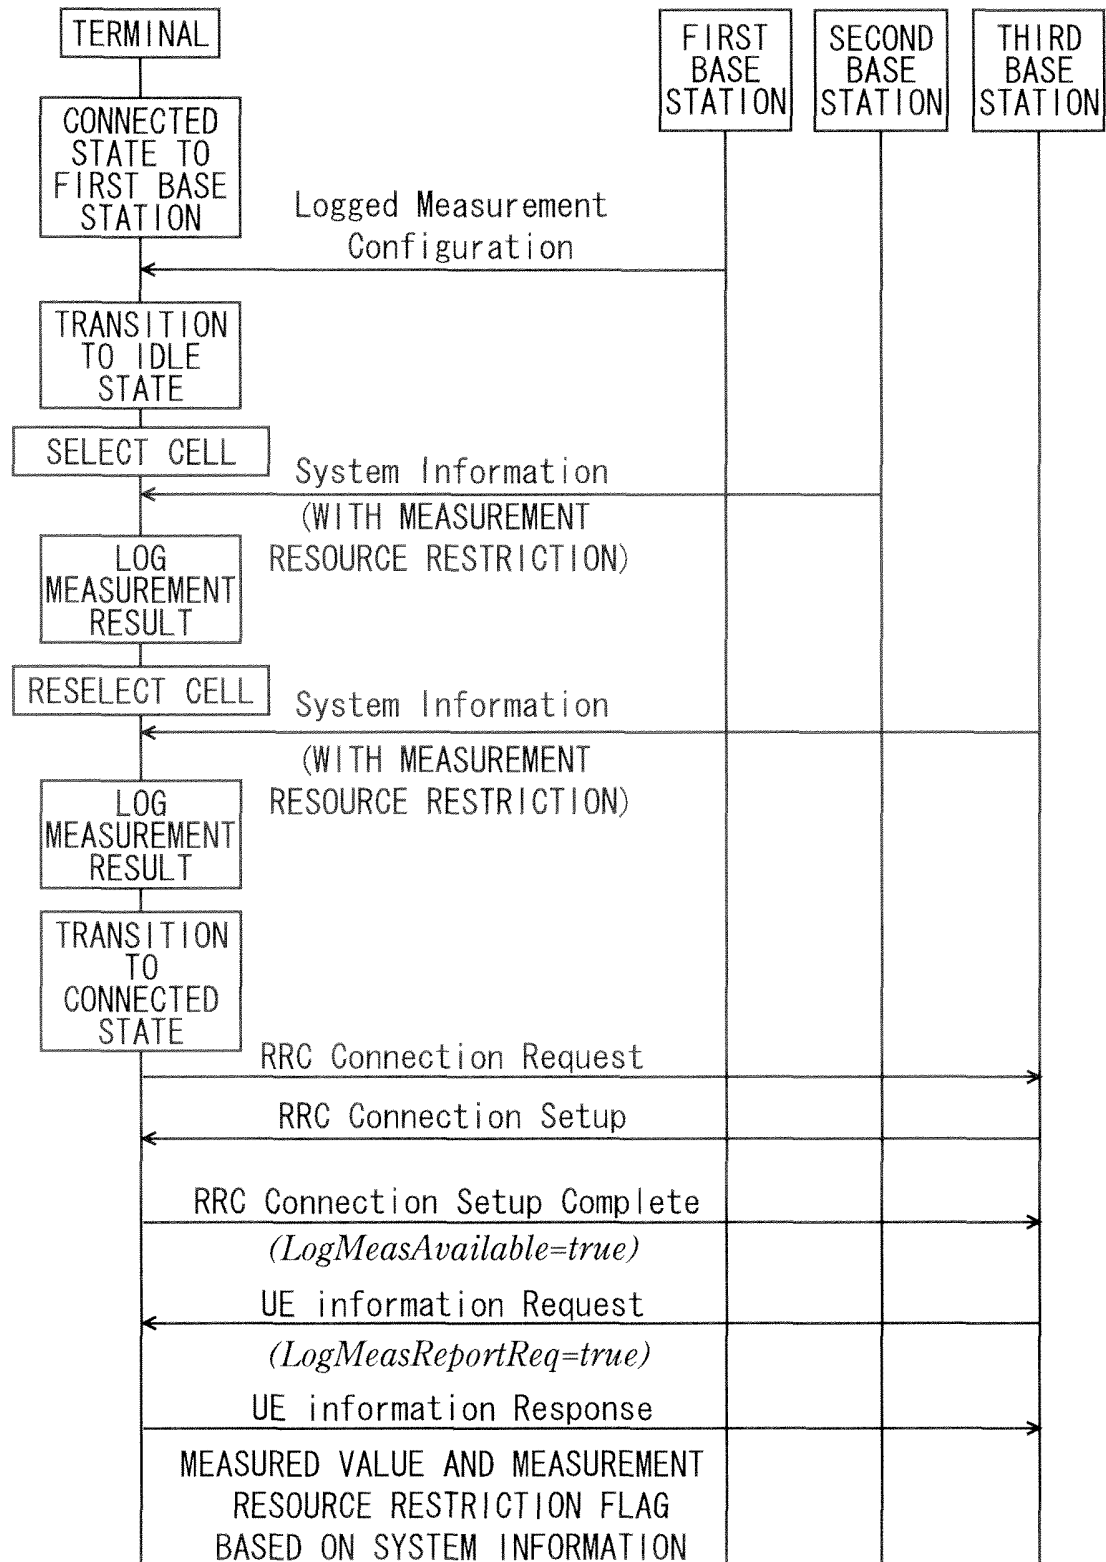 TERMINAL
FIRST
BASE
STATION
SECOND
BASE
STATION
THIRD
BASE
STATION
CONNECTED
STATE TO
FIRST BASE
STATION
Logged Measurement
Configuration
TRANSITION
TO IDLE
STATE
SELECT CELL
System Information
(WITH MEASUREMENT
RESOURCE RESTRICTION)
LOG
MEASUREMENT
RESULT
RESELECT CELL
System Information
(WITH MEASUREMENT
RESOURCE RESTRICTION)
LOG
MEASUREMENT
RESULT
TRANSITION
TO
CONNECTED
STATE
RRC Connection Request
RRC Connection Setup
RRC Connection Setup Complete
(LogMeasAvailable=true)
UE information Request
(LogMeasReportReq=true)
UE information Response
MEASURED VALUE AND MEASUREMENT
RESOURCE RESTRICTION FLAG
BASED ON SYSTEM INFORMATION